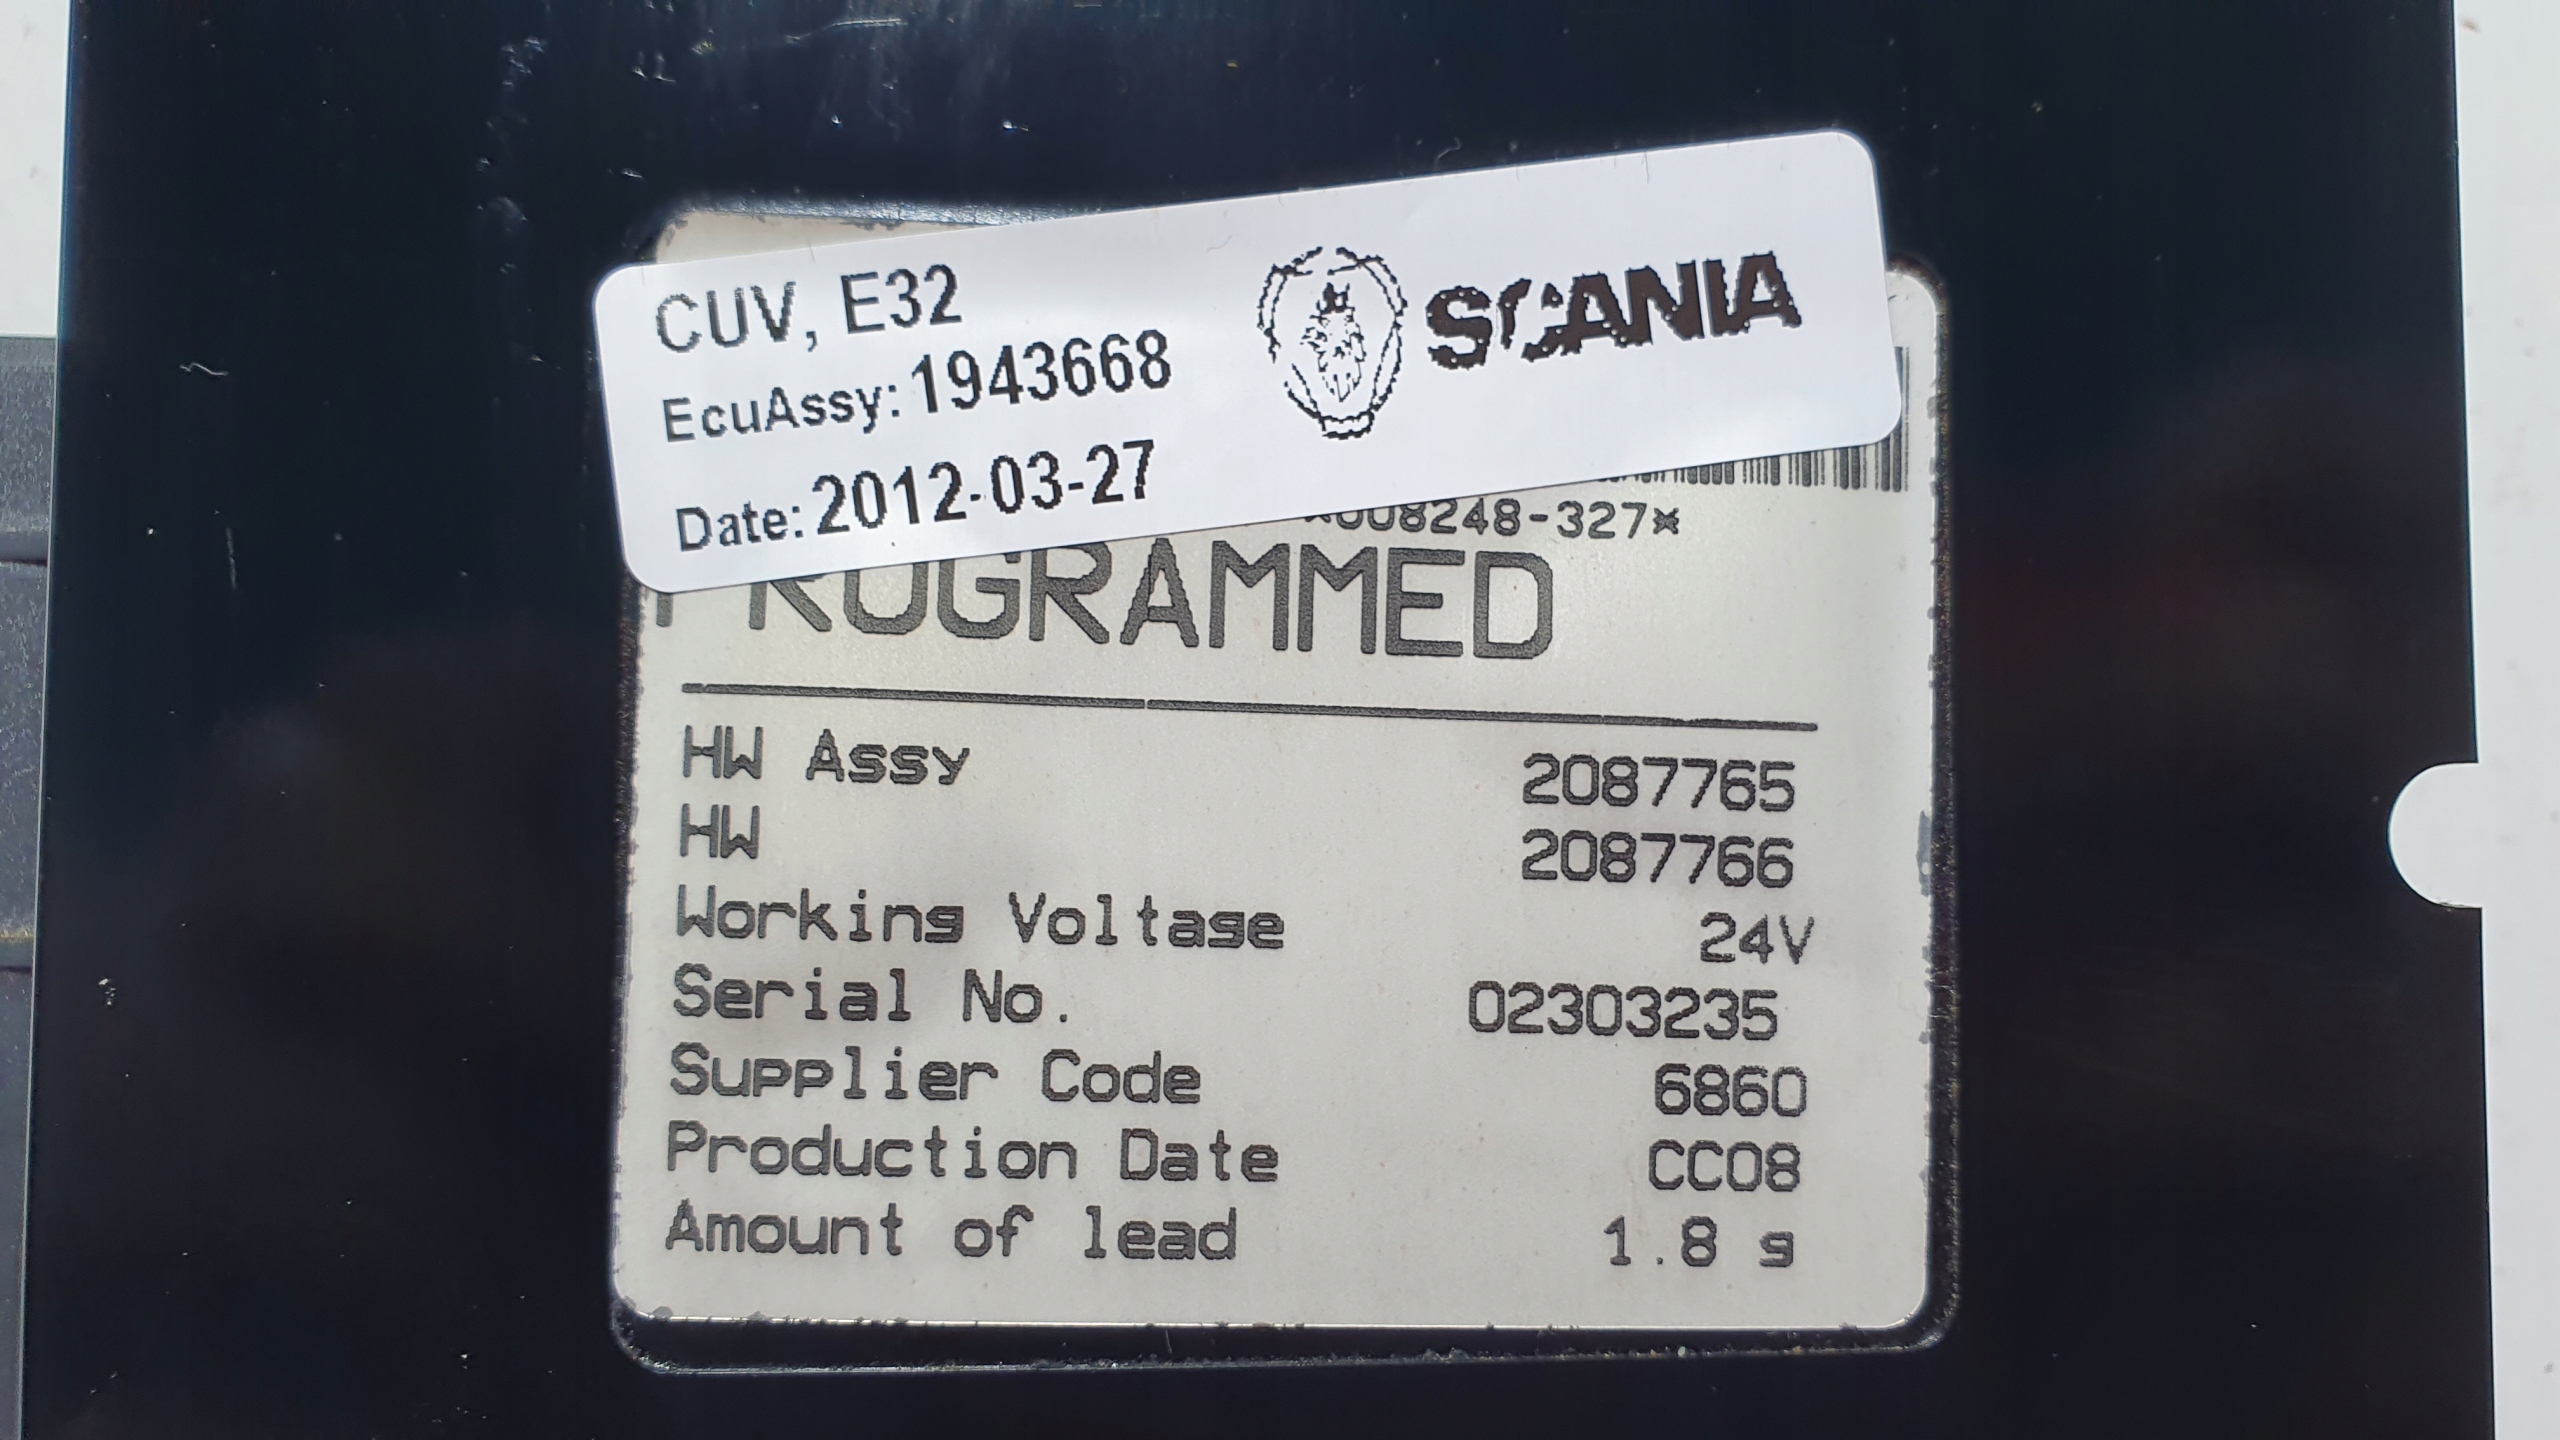 CUV, E32
SCANIA
EcuAssy: 1943668
Date: 2012-03-27
*008248-327*
PROGRAMMED
HW Assy 2087765
HW 2087766
Working Voltage 24V
Serial No. 02303235
Supplier Code 6860
Production Date CC08
Amount of lead 1.8 g